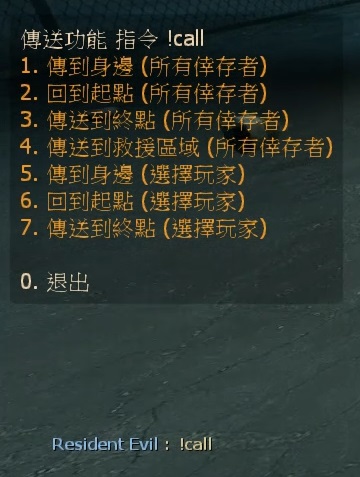 傳送功能 指令 !call
1. 傳到身邊 (所有倖存者)
2. 回到起點 (所有倖存者)
3. 傳送到終點 (所有倖存者)
4. 傳送到救援區域 (所有倖存者)
5. 傳到身邊 (選擇玩家)
6. 回到起點 (選擇玩家)
7. 傳送到終點 (選擇玩家)
0. 退出
Resident Evil : !call